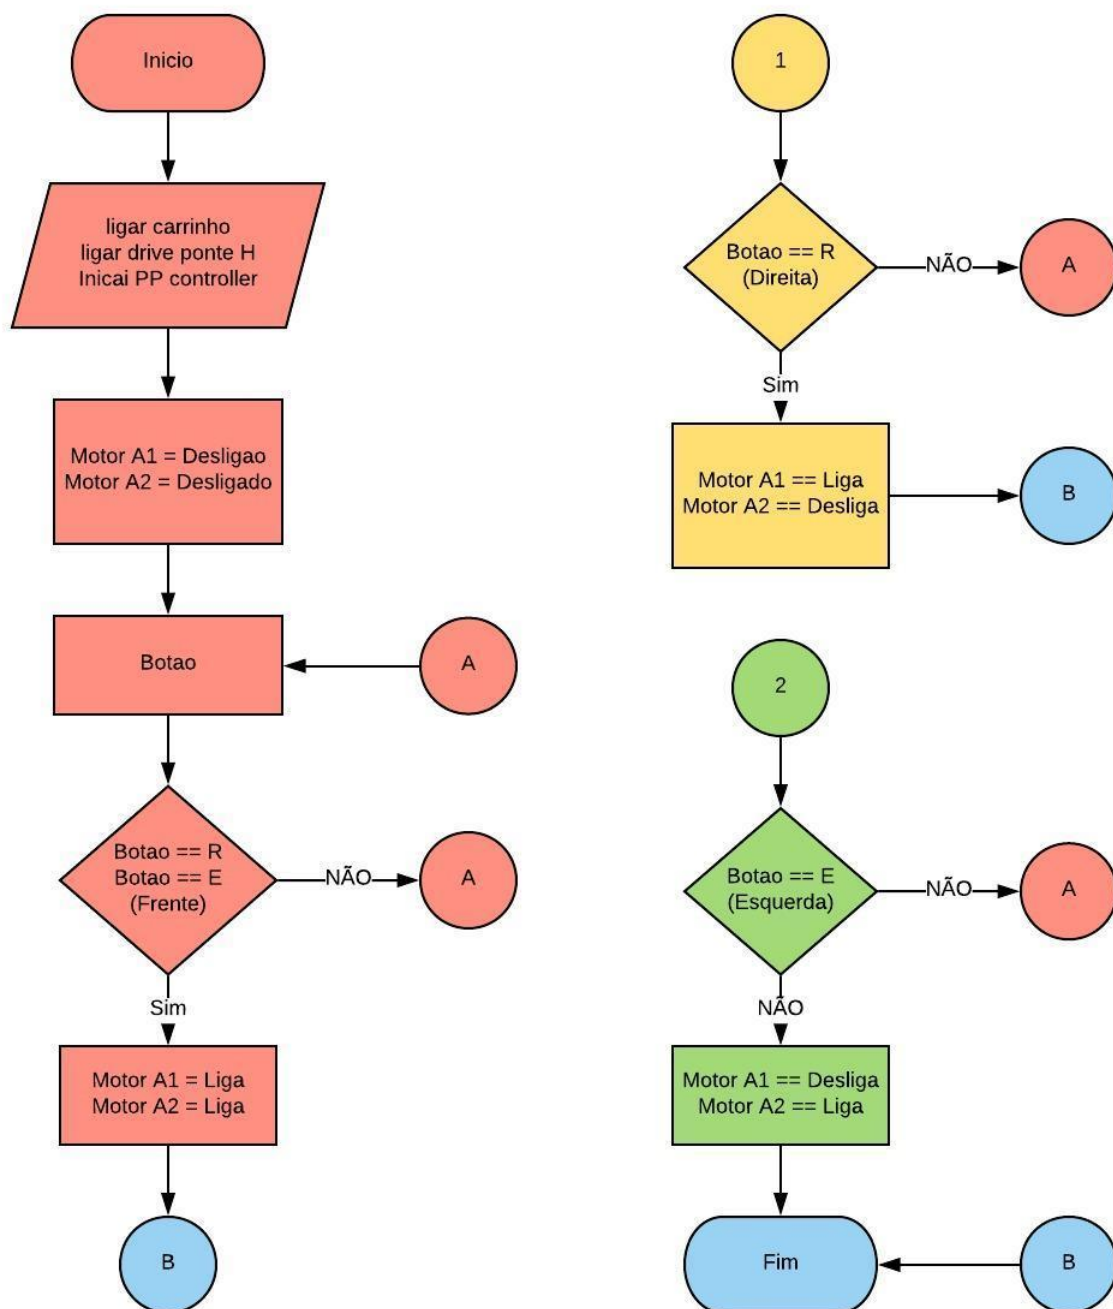 Inicio
ligar carrinho
ligar drive ponte H
Inicai PP controller
Motor A1 = Desligao
Motor A2 = Desligado
Botao
A
Botao == R
Botao == E
(Frente)
NÃO
A
Sim
Motor A1 = Liga
Motor A2 = Liga
B
1
Botao == R
(Direita)
NÃO
A
Sim
Motor A1 == Liga
Motor A2 == Desliga
B
2
Botao == E
(Esquerda)
NÃO
A
NÃO
Motor A1 == Desliga
Motor A2 == Liga
Fim
B